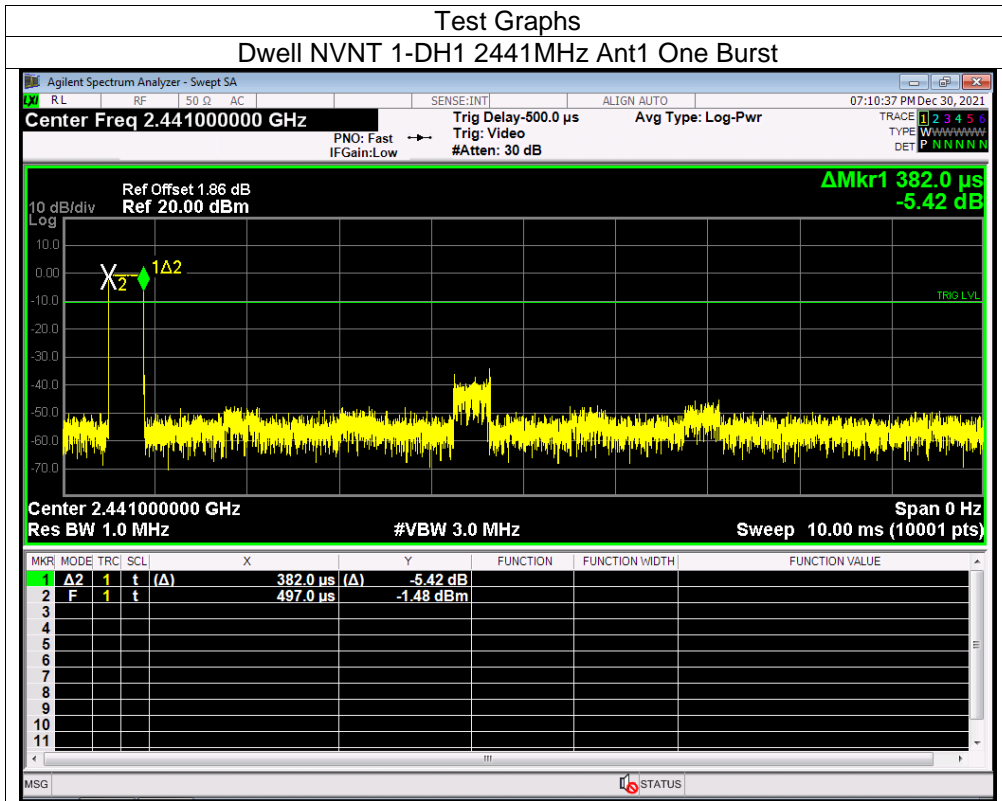 Test Graphs
Dwell NVNT 1-DH1 2441MHz Ant1 One Burst
Agilent Spectrum Analyzer - Swept SA
LXI RL RF 50 Ω AC SENSE:INT ALIGN AUTO 07:10:37 PM Dec 30, 2021
Center Freq 2.441000000 GHz Trig Delay-500.0 µs Avg Type: Log-Pwr TRACE 1 2 3 4 5 6
PNO: Fast Trig: Video TYPE WWWWWW
IFGain:Low #Atten: 30 dB DET P N N N N N
ΔMkr1 382.0 µs
-5.42 dB
Ref Offset 1.86 dB
10 dB/div Ref 20.00 dBm
Log
10.0
0.00
-10.0
-20.0
-30.0
-40.0
-50.0
-60.0
-70.0
X2 1Δ2
TRIG LVL
Center 2.441000000 GHz Span 0 Hz
Res BW 1.0 MHz #VBW 3.0 MHz Sweep 10.00 ms (10001 pts)
MKR MODE TRC SCL X Y FUNCTION FUNCTION WIDTH FUNCTION VALUE
1 Δ2 1 t (Δ) 382.0 µs (Δ) -5.42 dB
2 F 1 t 497.0 µs -1.48 dBm
3
4
5
6
7
8
9
10
11
MSG STATUS